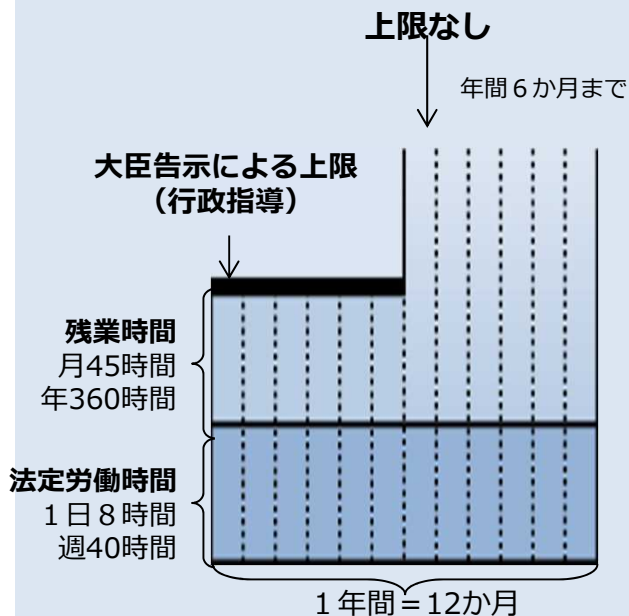 上限なし
年間６か月まで
大臣告示による上限
（行政指導）
残業時間
月45時間
年360時間
法定労働時間
１日８時間
週40時間
１年間＝12か月